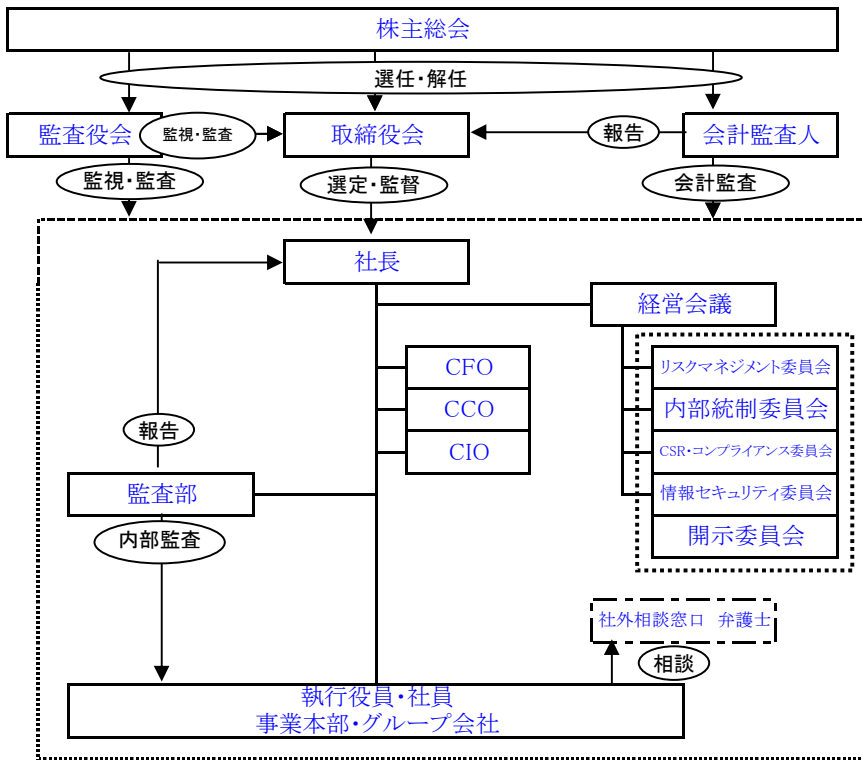 株主総会
選任・解任
監査役会
監視・監査
取締役会
報告
会計監査人
監視・監査
選定・監督
会計監査
社長
経営会議
CFO
CCO
CIO
リスクマネジメント委員会
内部統制委員会
CSR・コンプライアンス委員会
情報セキュリティ委員会
開示委員会
報告
監査部
内部監査
社外相談窓口 弁護士
相談
執行役員・社員
事業本部・グループ会社